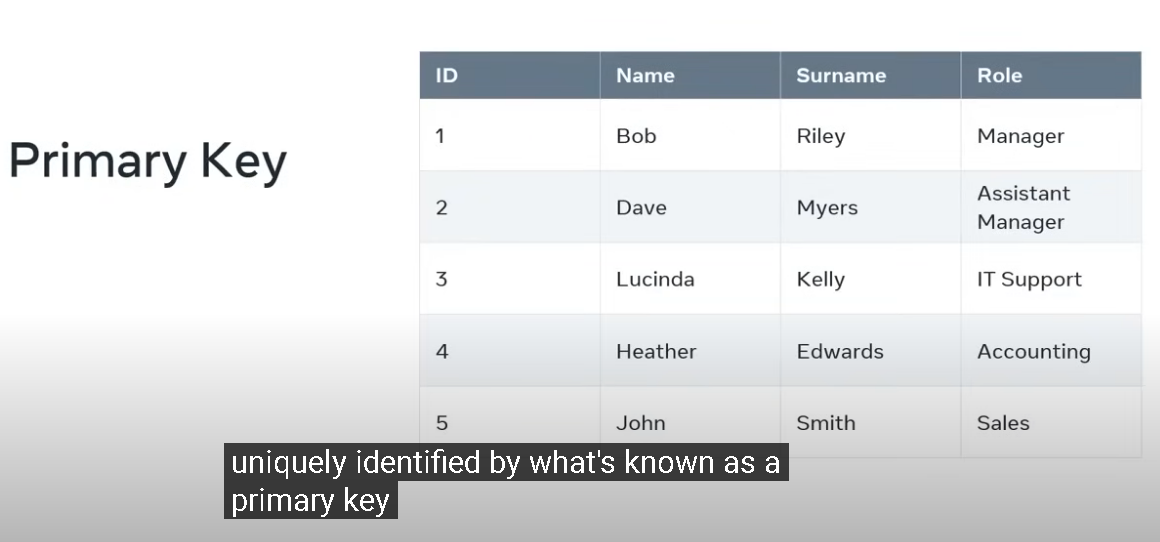 Primary Key
ID Name Surname Role
1 Bob Riley Manager
2 Dave Myers Assistant Manager
3 Lucinda Kelly IT Support
4 Heather Edwards Accounting
5 John Smith Sales
uniquely identified by what's known as a
primary key